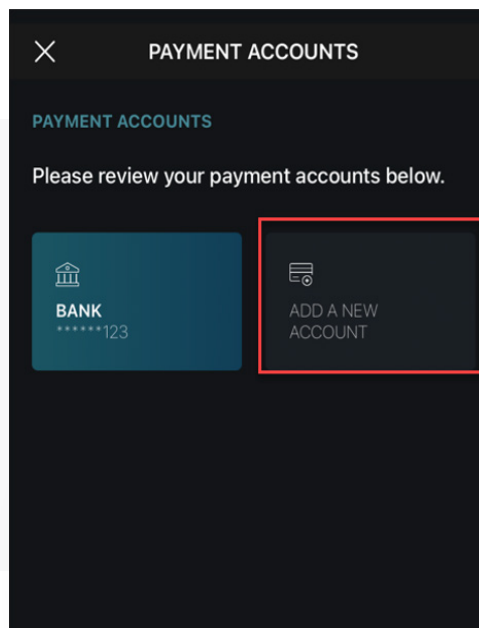 PAYMENT ACCOUNTS
PAYMENT ACCOUNTS
Please review your payment accounts below.
BANK
******123
ADD A NEW
ACCOUNT